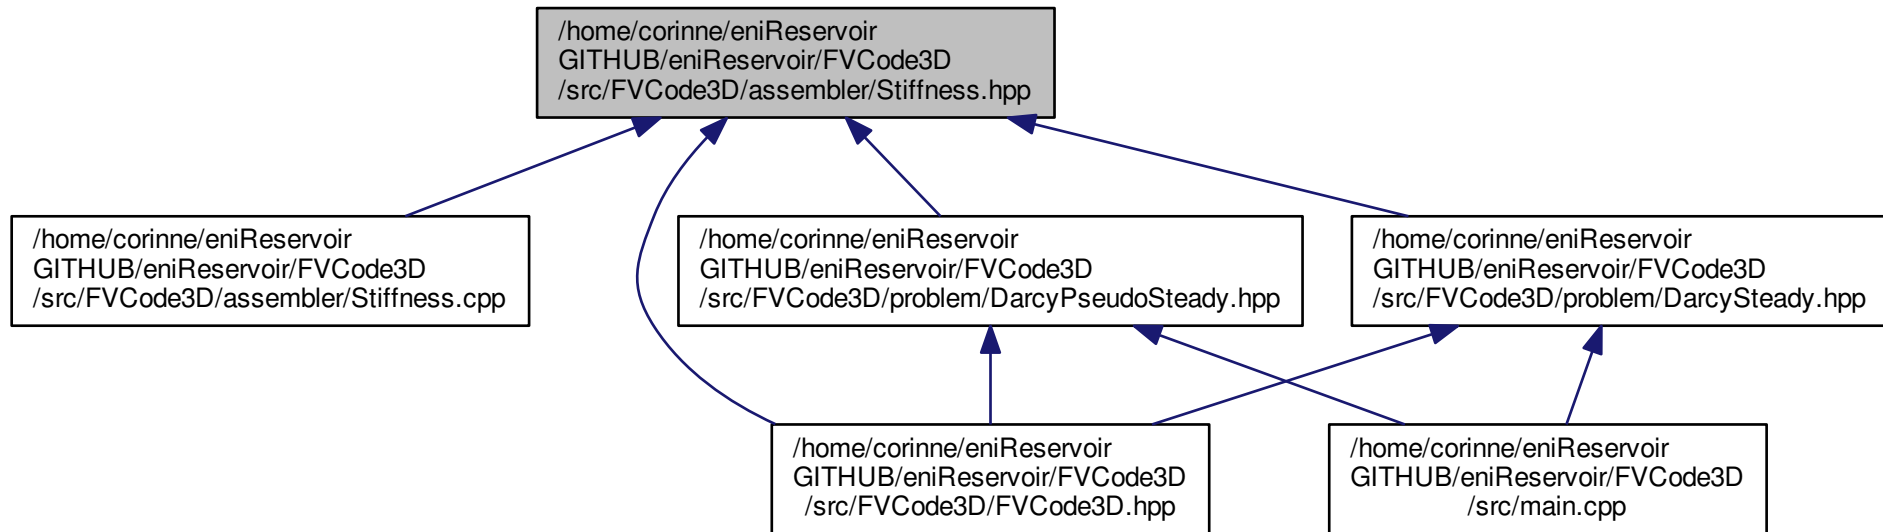 /home/corinne/eniReservoir
GITHUB/eniReservoir/FVCode3D
/src/FVCode3D/assembler/Stiffness.hpp
/home/corinne/eniReservoir
GITHUB/eniReservoir/FVCode3D
/src/FVCode3D/assembler/Stiffness.cpp
/home/corinne/eniReservoir
GITHUB/eniReservoir/FVCode3D
/src/FVCode3D/problem/DarcyPseudoSteady.hpp
/home/corinne/eniReservoir
GITHUB/eniReservoir/FVCode3D
/src/FVCode3D/problem/DarcySteady.hpp
/home/corinne/eniReservoir
GITHUB/eniReservoir/FVCode3D
/src/FVCode3D/FVCode3D.hpp
/home/corinne/eniReservoir
GITHUB/eniReservoir/FVCode3D
/src/main.cpp